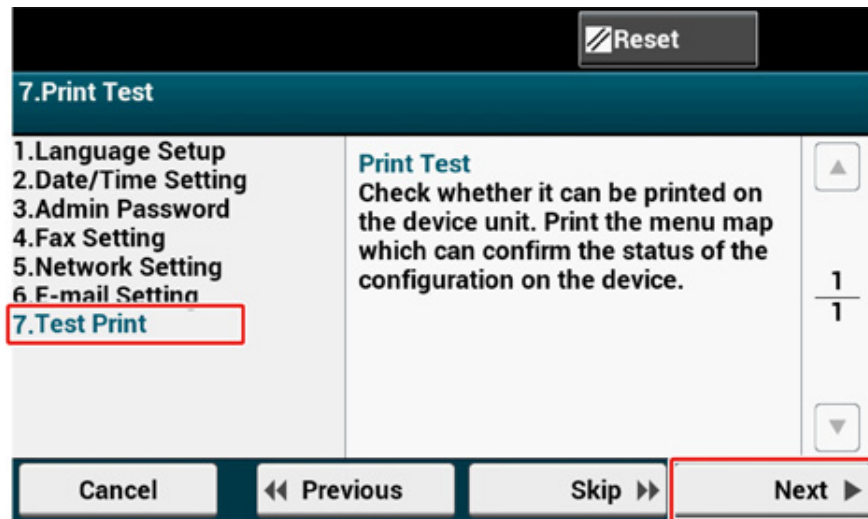 Reset
7.Print Test
1.Language Setup
2.Date/Time Setting
3.Admin Password
4.Fax Setting
5.Network Setting
6.E-mail Setting
7.Test Print
Print Test
Check whether it can be printed on
the device unit. Print the menu map
which can confirm the status of the
configuration on the device.
1
1
Cancel
Previous
Skip
Next